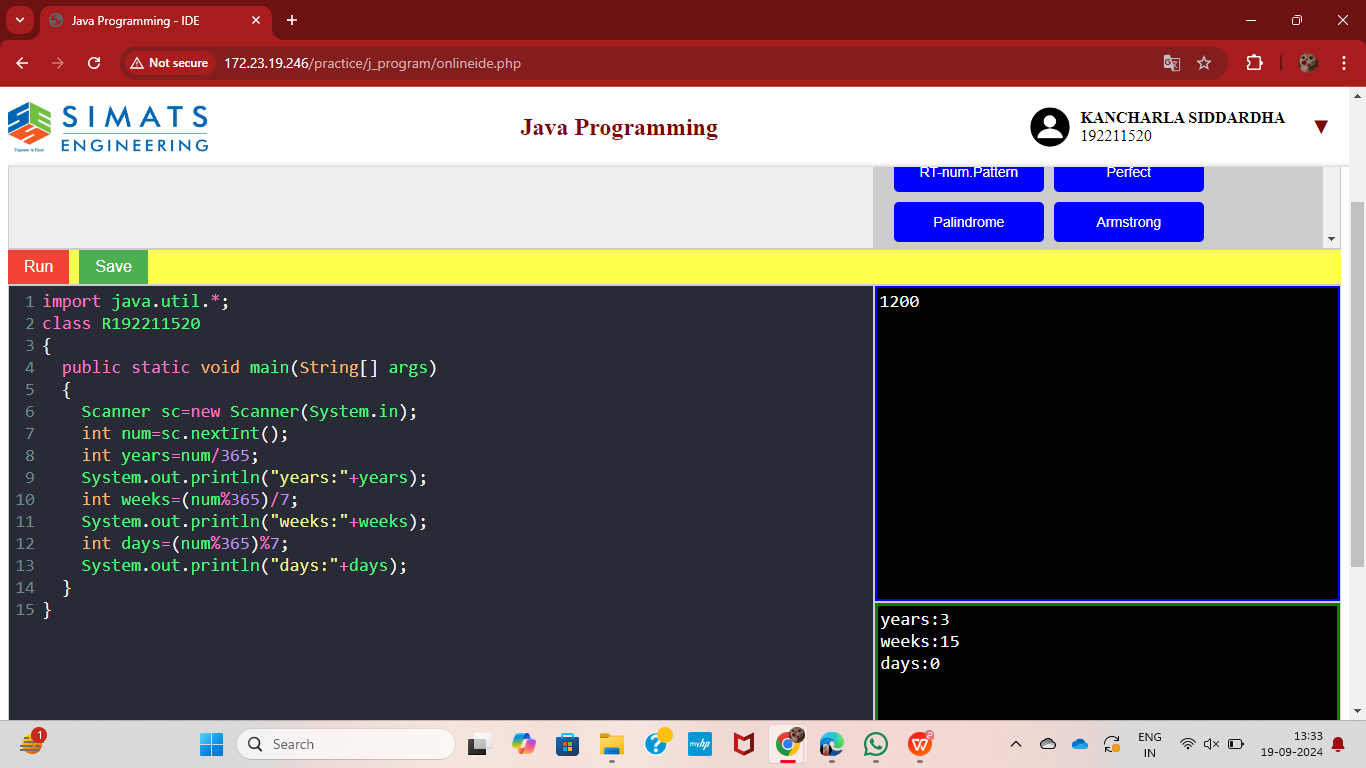 Java Programming - IDE
Not secure 172.23.19.246/practice/j_program/onlineide.php
SIMATS
ENGINEERING
Java Programming
KANCHARLA SIDDARDHA
192211520
RT-num.Pattern Perfect
Palindrome Armstrong
Run Save
1 import java.util.*;
2 class R192211520
3 {
4   public static void main(String[] args)
5   {
6     Scanner sc=new Scanner(System.in);
7     int num=sc.nextInt();
8     int years=num/365;
9     System.out.println("years:"+years);
10     int weeks=(num%365)/7;
11     System.out.println("weeks:"+weeks);
12     int days=(num%365)%7;
13     System.out.println("days:"+days);
14   }
15 }
1200
years:3
weeks:15
days:0
1
Search
myhp
ENG
IN
13:33
19-09-2024